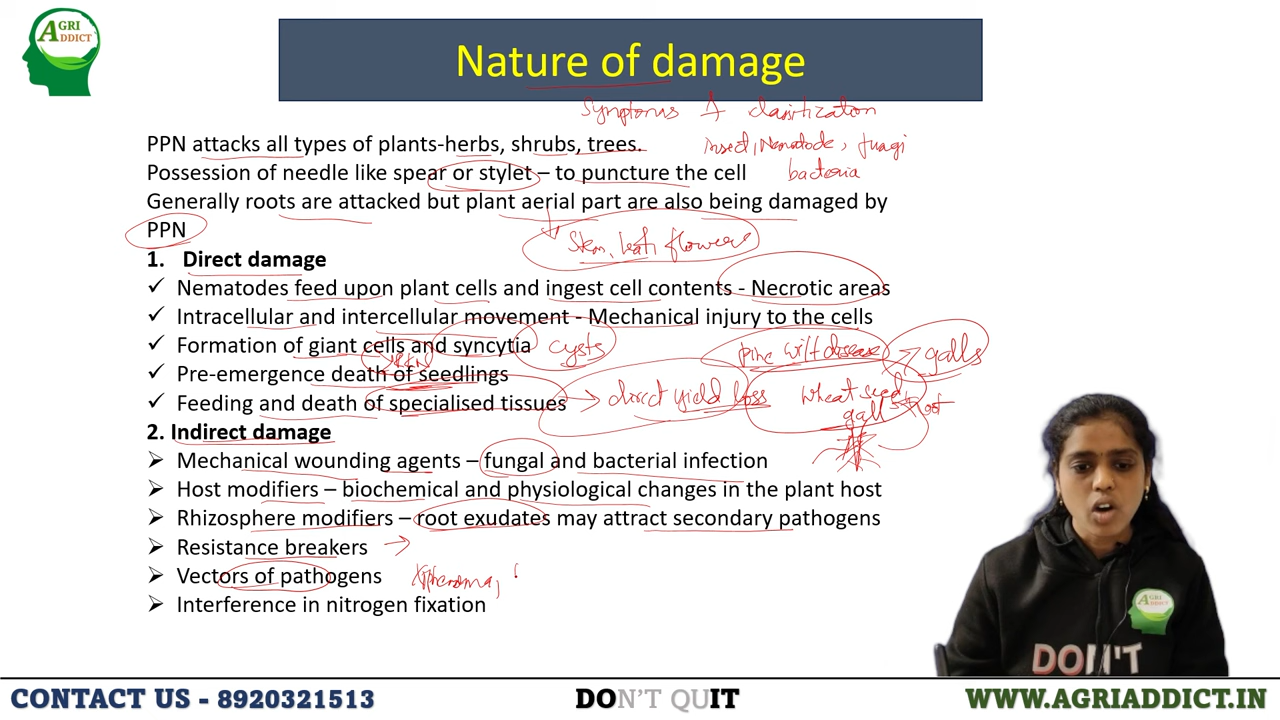 AGRI
ADDICT
Nature of damage
Symptoms &
PPN attacks all types of plants-herbs, shrubs, trees.
insect, Nematode, fungi
bacteria
Possession of needle like spear or stylet – to puncture the cell
Generally roots are attacked but plant aerial part are also being damaged by
PPN
Stem, leaf, flowers
1. Direct damage
✓ Nematodes feed upon plant cells and ingest cell contents - Necrotic areas
✓ Intracellular and intercellular movement - Mechanical injury to the cells
✓ Formation of giant cells and syncytia
cysts
pine wilt disease
galls
✓ Pre-emergence death of seedlings
✓ Feeding and death of specialised tissues
→ direct yield loss
wheat seed
gall
2. Indirect damage
➢ Mechanical wounding agents – fungal and bacterial infection
➢ Host modifiers – biochemical and physiological changes in the plant host
➢ Rhizosphere modifiers – root exudates may attract secondary pathogens
➢ Resistance breakers →
➢ Vectors of pathogens
➢ Interference in nitrogen fixation
AGRI
ADDICT
DON'T
CONTACT US - 8920321513
DON'T QUIT
WWW.AGRIADDICT.IN